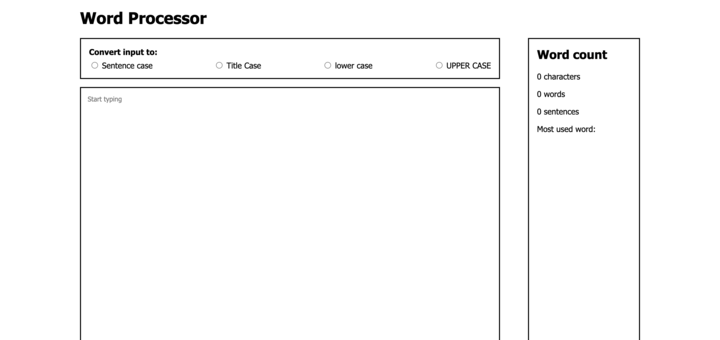 Word Processor
Convert input to:
Sentence case Title Case lower case UPPER CASE
Start typing
Word count
0 characters
0 words
0 sentences
Most used word: